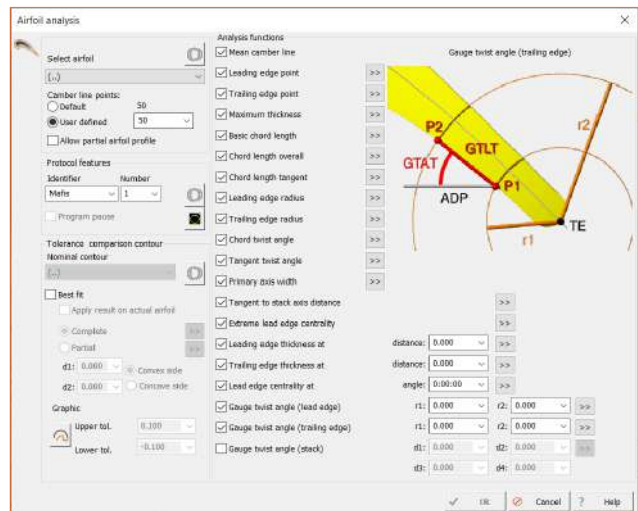 Airfoil analysis
Select airfoil
(...)
Camber line points:
Default 50
User defined 50
Allow partial airfoil profile
Protocol features
Identifier Number
Mafis 1
Program pause
Tolerance comparison contour
Nominal contour
(...)
Best fit
Apply result on actual airfoil
Complete >>
Partial >>
d1: 0.000 Convex side
d2: 0.000 Concave side
Graphic
Upper tol. 0.100
Lower tol. -0.100
Analysis functions
Mean camber line
Leading edge point >>
Trailing edge point >>
Maximum thickness >>
Basic chord length >>
Chord length overall >>
Chord length tangent >>
Leading edge radius >>
Trailing edge radius >>
Chord twist angle >>
Tangent twist angle >>
Primary axis width >>
Tangent to stack axis distance >>
Extreme lead edge centrality >>
Leading edge thickness at distance: 0.000 >>
Trailing edge thickness at distance: 0.000 >>
Lead edge centrality at angle: 0:00:00 >>
Gauge twist angle (lead edge) r1: 0.000 r2: 0.000 >>
Gauge twist angle (trailing edge) r1: 0.000 r2: 0.000 >>
Gauge twist angle (stack) d1: 0.000 d2: 0.000 >>
d3: 0.000 d4: 0.000
Gauge twist angle (trailing edge)
P2
r2
GTLT
GTAT
P1
ADP
TE
r1
OK Cancel ? Help